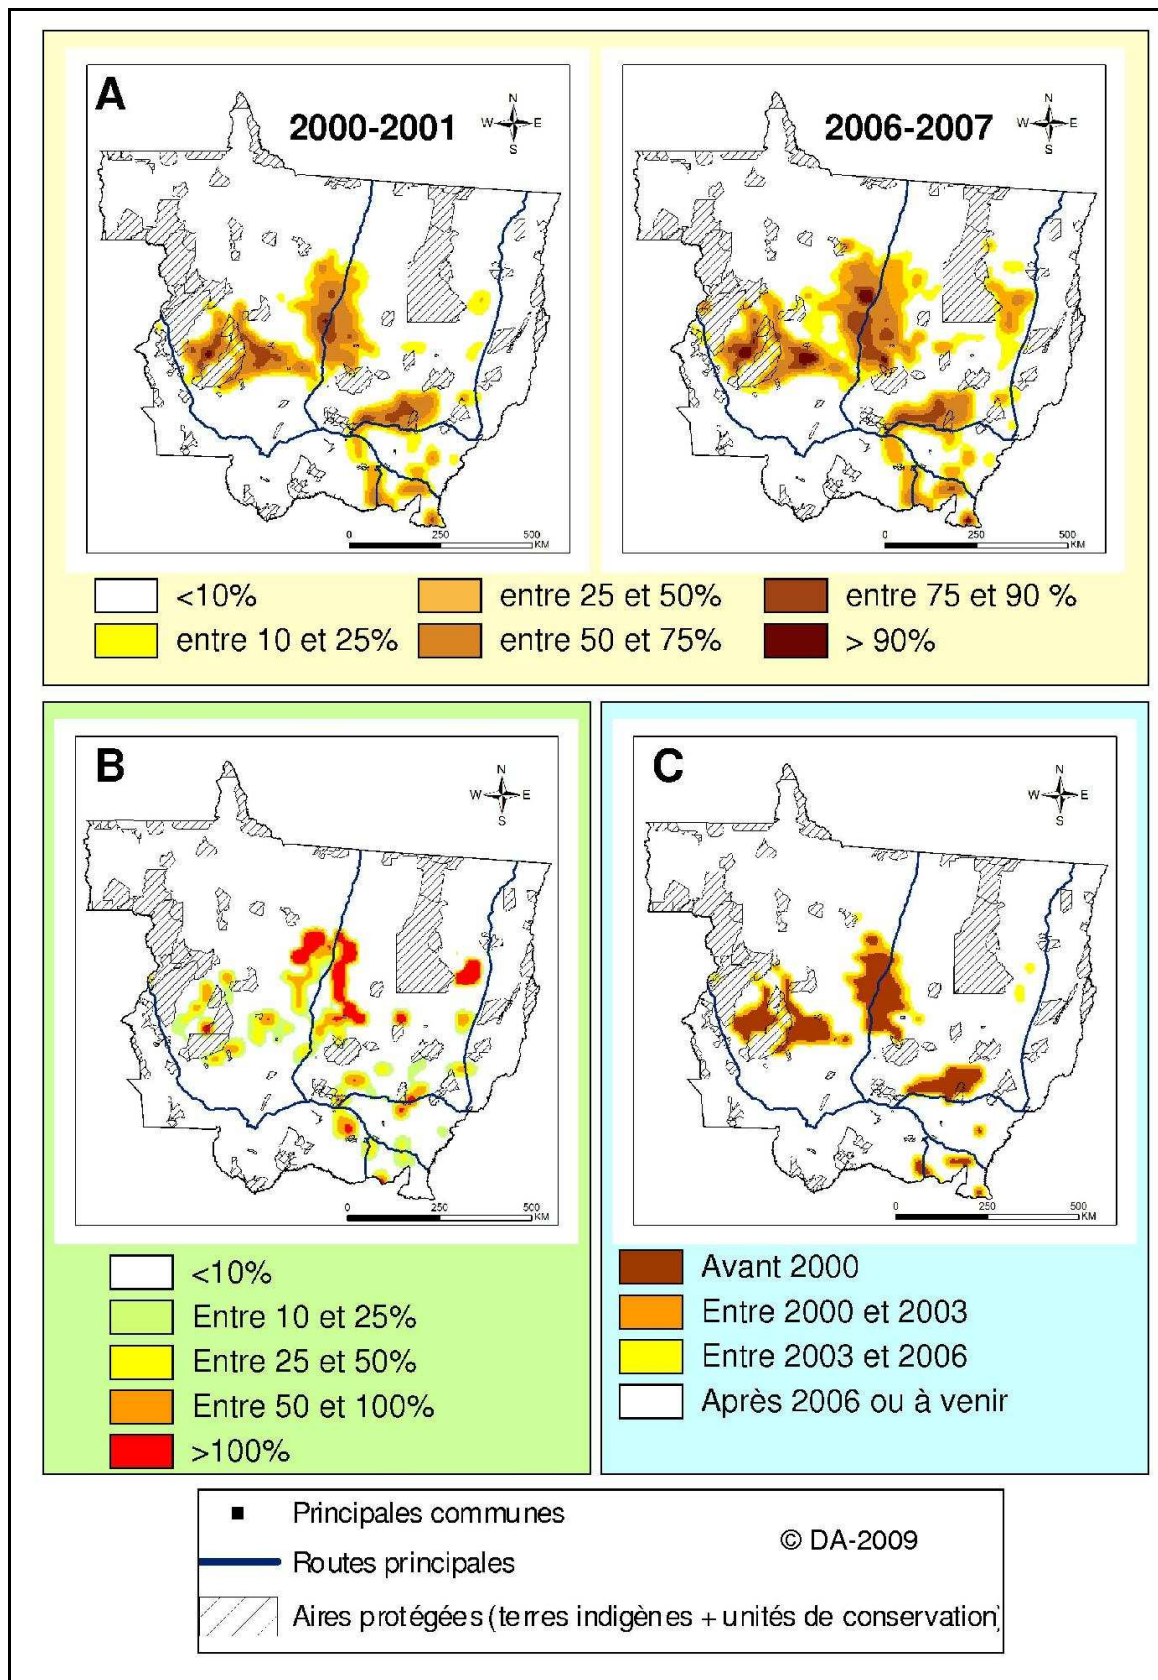 A
2000-2001
N
W E
S
0 250 500
KM
2006-2007
N
W E
S
0 250 500
KM
<10%
entre 25 et 50%
entre 75 et 90 %
entre 10 et 25%
entre 50 et 75%
> 90%
B
N
W E
S
0 250 500
KM
<10%
Entre 10 et 25%
Entre 25 et 50%
Entre 50 et 100%
>100%
C
N
W E
S
0 250 500
KM
Avant 2000
Entre 2000 et 2003
Entre 2003 et 2006
Après 2006 ou à venir
Principales communes
Routes principales
© DA-2009
Aires protégées (terres indigènes + unités de conservation)